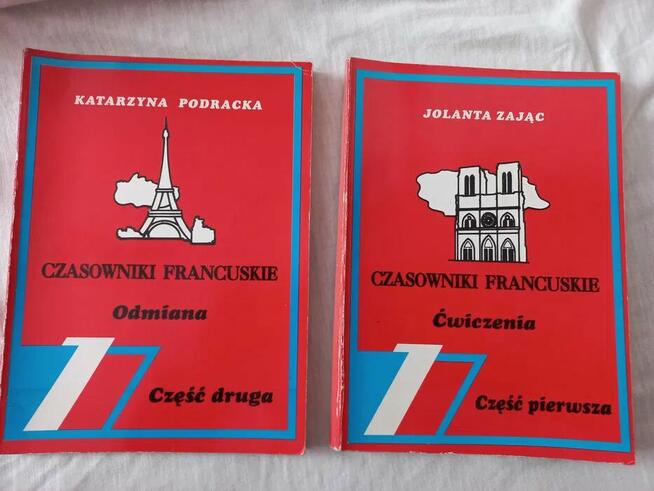 KATARZYNA PODRACKA
CZASOWNIKI FRANCUSKIE
Odmiana
Część druga
JOLANTA ZAJĄC
CZASOWNIKI FRANCUSKIE
Ćwiczenia
Część pierwsza